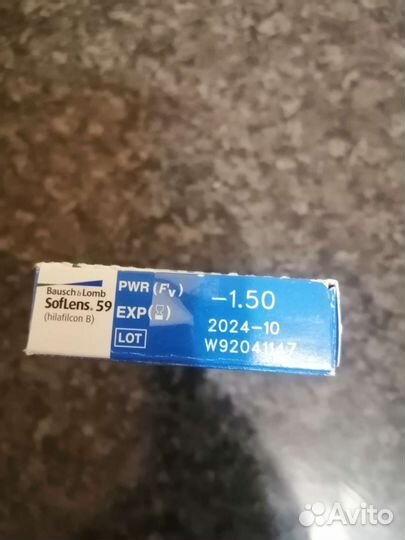 Bausch & Lomb
SofLens® 59
(hilafilcon B)
PWR (Fv)
-1.50
EXP
2024-10
LOT
W92041147
Avito